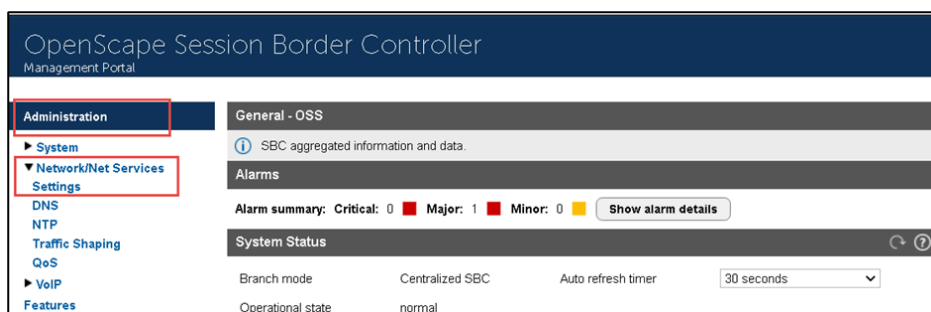 OpenScape Session Border Controller
Management Portal
Administration
System
Network/Net Services
Settings
DNS
NTP
Traffic Shaping
QoS
VoIP
Features
General - OSS
SBC aggregated information and data.
Alarms
Alarm summary: Critical: 0 Major: 1 Minor: 0 Show alarm details
System Status
Branch mode Centralized SBC Auto refresh timer 30 seconds
Operational state normal